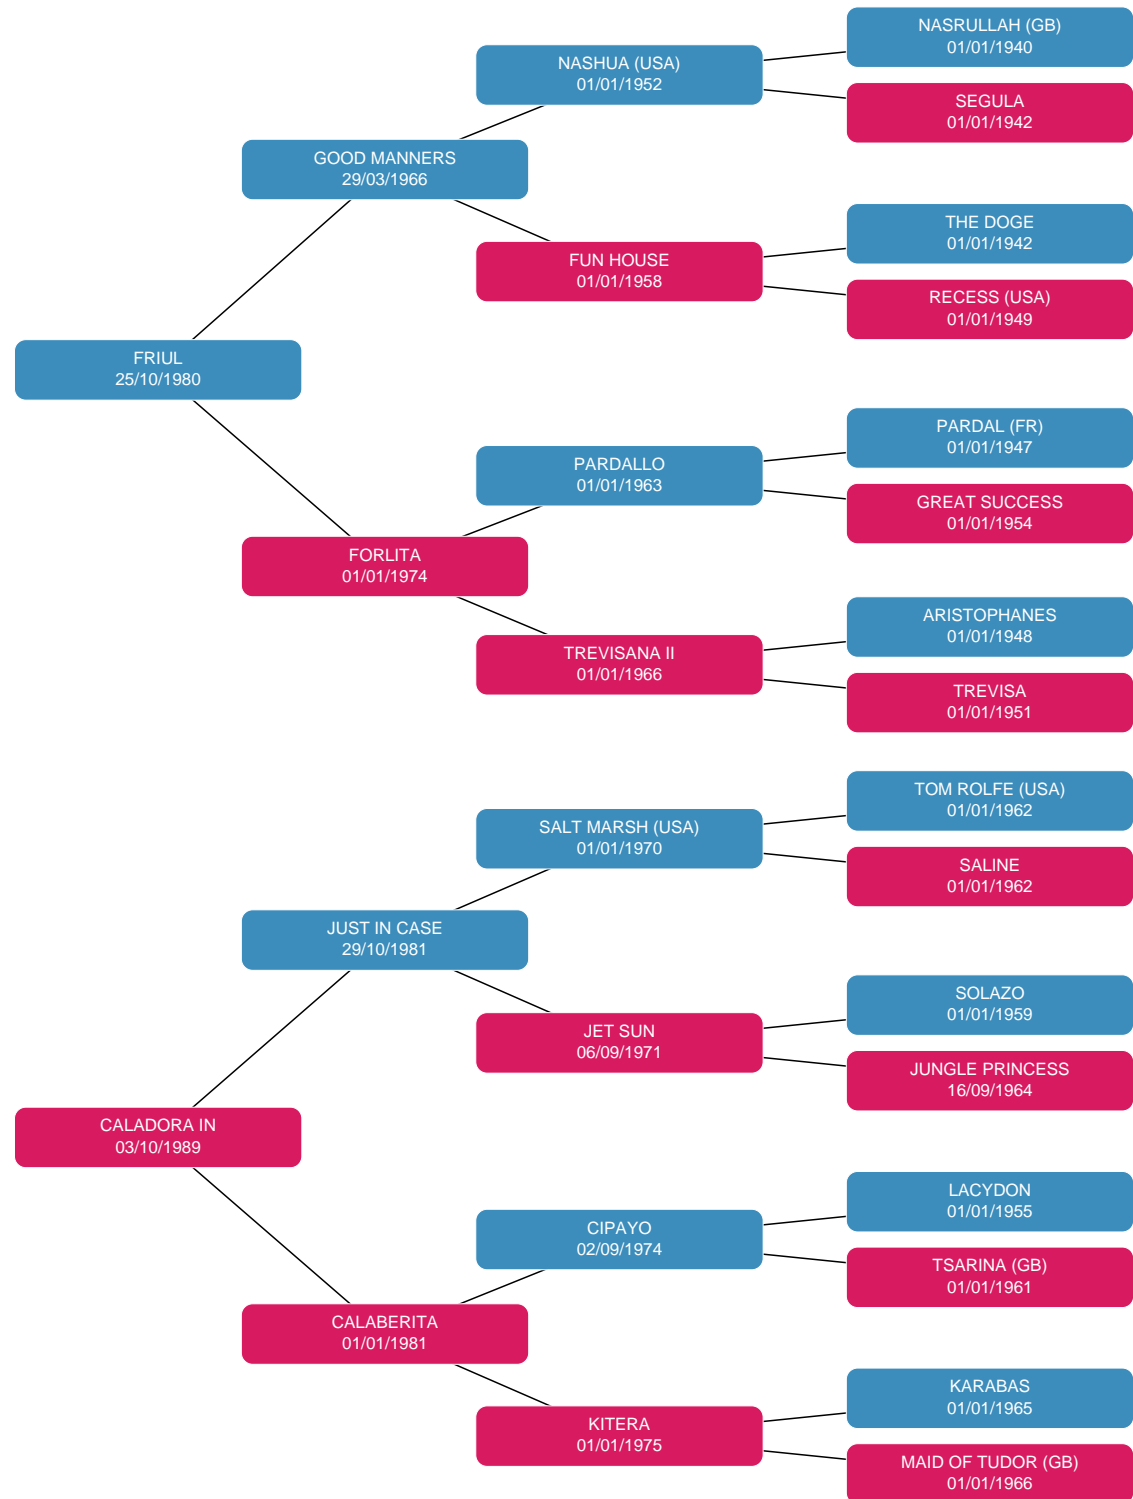 NASRULLAH (GB)
01/01/1940
NASHUA (USA)
01/01/1952
SEGULA
01/01/1942
GOOD MANNERS
29/03/1966
THE DOGE
01/01/1942
FUN HOUSE
01/01/1958
RECESS (USA)
01/01/1949
FRIUL
25/10/1980
PARDAL (FR)
01/01/1947
PARDALLO
01/01/1963
GREAT SUCCESS
01/01/1954
FORLITA
01/01/1974
ARISTOPHANES
01/01/1948
TREVISANA II
01/01/1966
TREVISA
01/01/1951
TOM ROLFE (USA)
01/01/1962
SALT MARSH (USA)
01/01/1970
SALINE
01/01/1962
JUST IN CASE
29/10/1981
SOLAZO
01/01/1959
JET SUN
06/09/1971
JUNGLE PRINCESS
16/09/1964
CALADORA IN
03/10/1989
LACYDON
01/01/1955
CIPAYO
02/09/1974
TSARINA (GB)
01/01/1961
CALABERITA
01/01/1981
KARABAS
01/01/1965
KITERA
01/01/1975
MAID OF TUDOR (GB)
01/01/1966